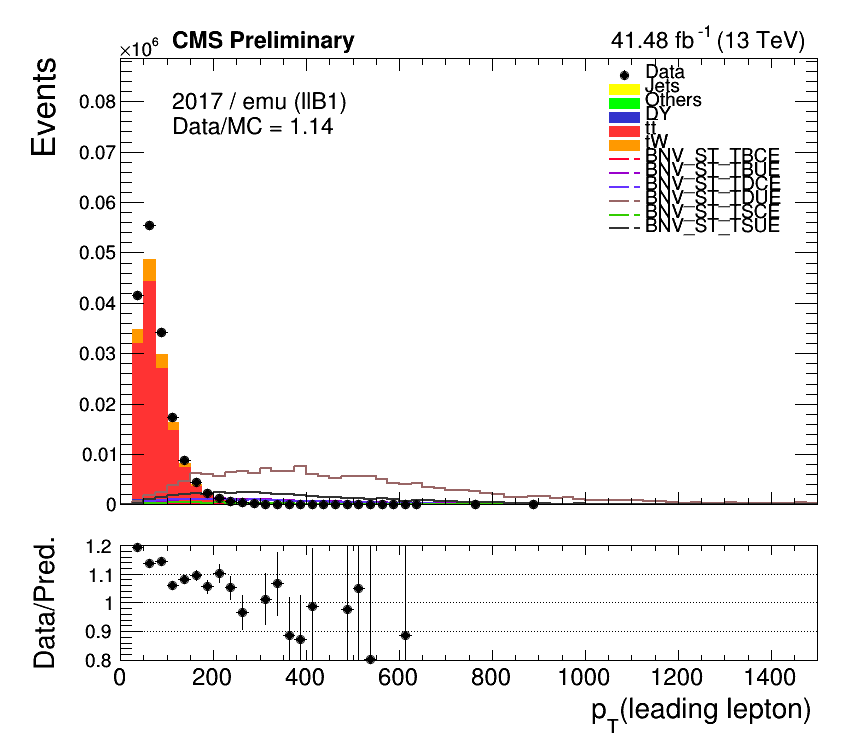 ×10⁶ CMS Preliminary 41.48 fb⁻¹ (13 TeV)
Events
2017 / emu (llB1)
Data/MC = 1.14
Data
Jets
Others
DY
tt
tW
BNV_ST_TBCE
BNV_ST_TBUE
BNV_ST_TDCE
BNV_ST_TDUE
BNV_ST_TSCE
BNV_ST_TSUE
0.08
0.07
0.06
0.05
0.04
0.03
0.02
0.01
0
Data/Pred.
1.2
1.1
1
0.9
0.8
0 200 400 600 800 1000 1200 1400
p_T(leading lepton)